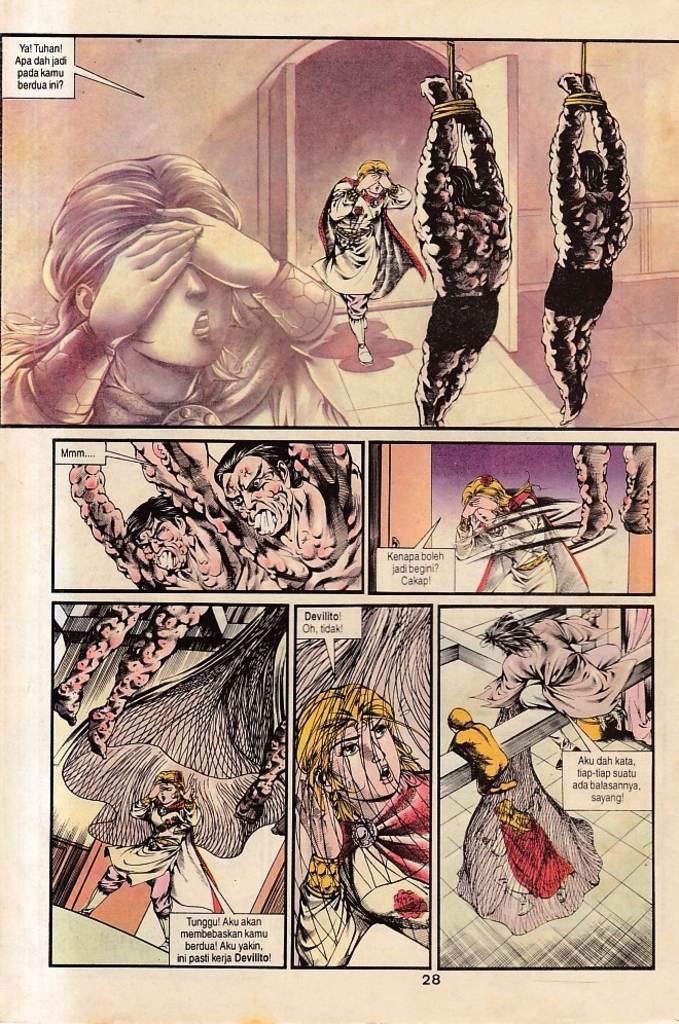 Ya! Tuhan!
Apa dah jadi
pada kamu
berdua ini?
Mmm....
Kenapa boleh
jadi begini?
Cakap!
Tunggu! Aku akan
membebaskan kamu
berdua! Aku yakin,
ini pasti kerja Devilito!
Devilito!
Oh, tidak!
Aku dah kata,
tiap-tiap suatu
ada balasannya,
sayang!
28